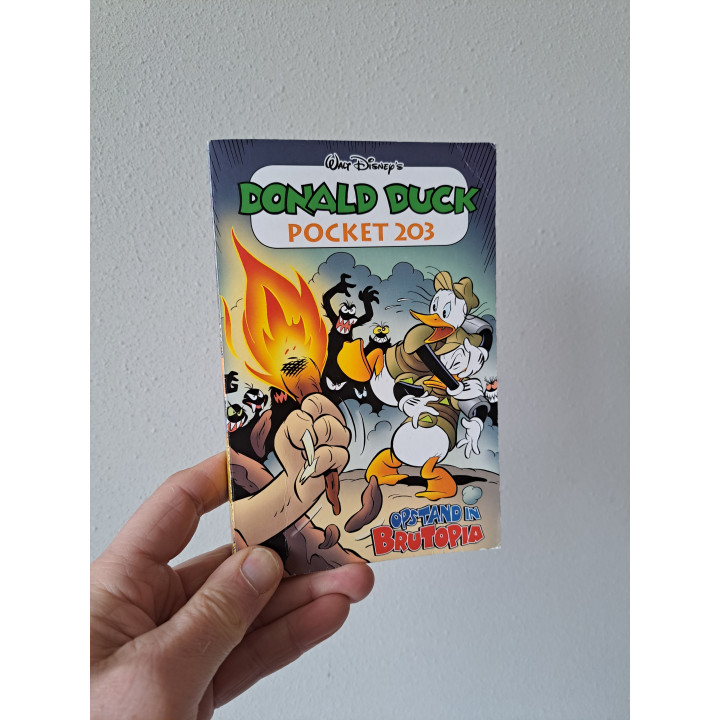 WALT DISNEY'S
DONALD DUCK
POCKET 203
OPSTAND IN
BRUTOPIA